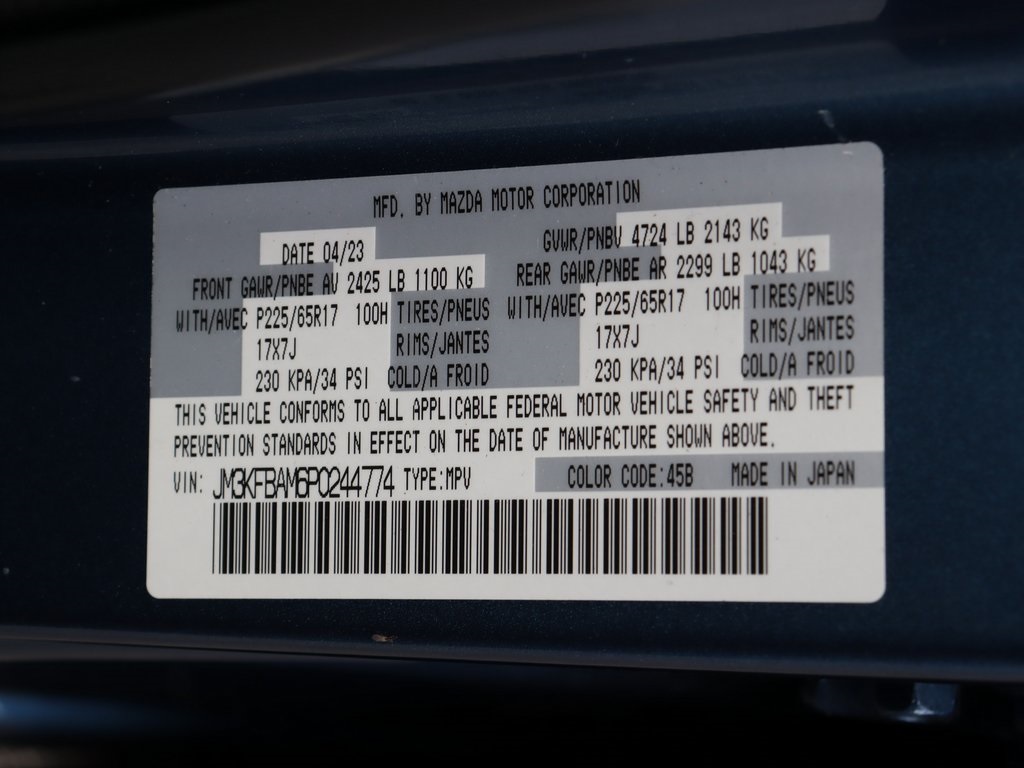 MFD. BY MAZDA MOTOR CORPORATION
DATE 04/23 GVWR/PNBV 4724 LB 2143 KG
FRONT GAWR/PNBE AV 2425 LB 1100 KG REAR GAWR/PNBE AR 2299 LB 1043 KG
WITH/AVEC P225/65R17 100H TIRES/PNEUS WITH/AVEC P225/65R17 100H TIRES/PNEUS
17X7J RIMS/JANTES 17X7J RIMS/JANTES
230 KPA/34 PSI COLD/A FROID 230 KPA/34 PSI COLD/A FROID
THIS VEHICLE CONFORMS TO ALL APPLICABLE FEDERAL MOTOR VEHICLE SAFETY AND THEFT
PREVENTION STANDARDS IN EFFECT ON THE DATE OF MANUFACTURE SHOWN ABOVE.
VIN: JM3KFBAM6P0244774 TYPE:MPV COLOR CODE:45B MADE IN JAPAN